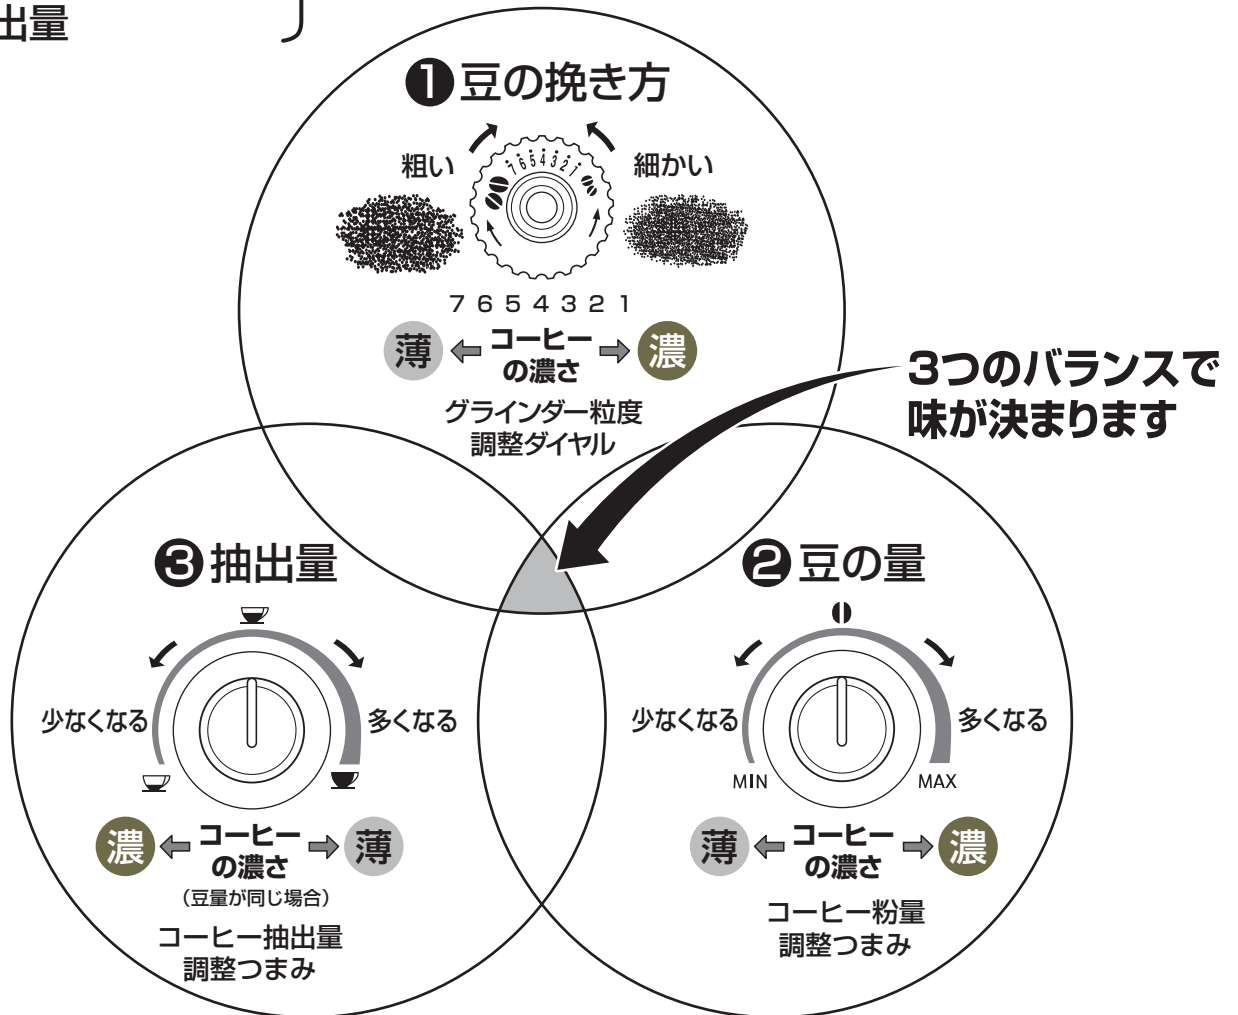 出量
❶豆の挽き方
粗い
細かい
7 6 5 4 3 2 1
7 6 5 4 3 2 1
薄
コーヒー
の濃さ
濃
グラインダー粒度
調整ダイヤル
3つのバランスで
味が決まります
❸抽出量
少なくなる
多くなる
濃
コーヒー
の濃さ
薄
(豆量が同じ場合)
コーヒー抽出量
調整つまみ
❷豆の量
少なくなる
多くなる
MIN
MAX
薄
コーヒー
の濃さ
濃
コーヒー粉量
調整つまみ